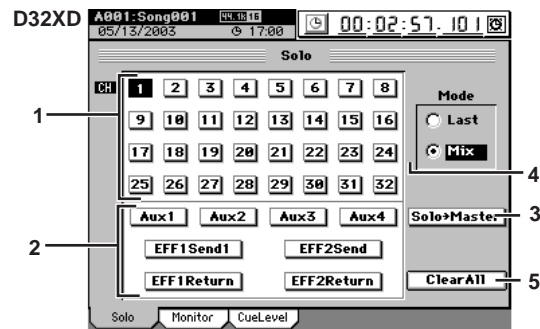 D32XD
A001:Song001 44.1k 16
05/13/2003 17:00
00:02:57.101
Solo
CH 1 2 3 4 5 6 7 8
9 10 11 12 13 14 15 16
17 18 19 20 21 22 23 24
25 26 27 28 29 30 31 32
Mode
Last
Mix
Aux1 Aux2 Aux3 Aux4 Solo→Master
EFF1Send1 EFF2Send
EFF1Return EFF2Return ClearAll
Solo Monitor CueLevel
1
2
4
3
5